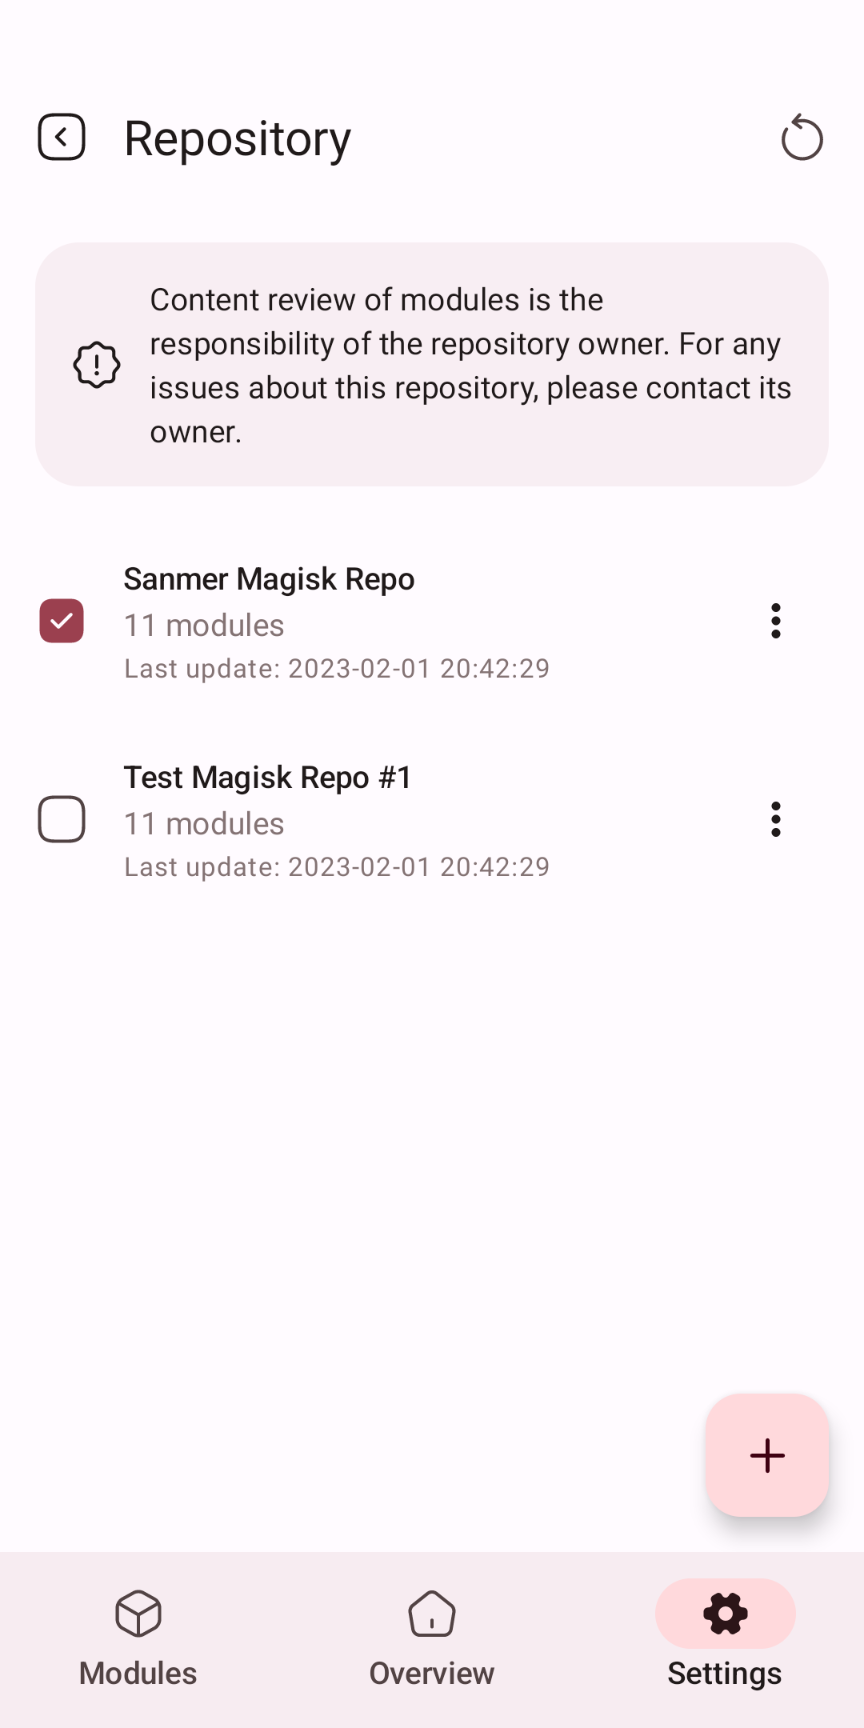 Repository
Content review of modules is the
responsibility of the repository owner. For any
issues about this repository, please contact its
owner.
Sanmer Magisk Repo
11 modules
Last update: 2023-02-01 20:42:29
Test Magisk Repo #1
11 modules
Last update: 2023-02-01 20:42:29
Modules
Overview
Settings